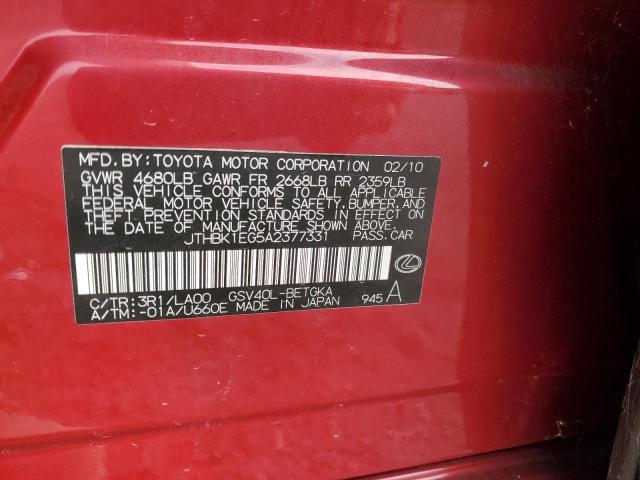 MFD.BY:TOYOTA MOTOR CORPORATION 02/10
GVWR 4680LB GAWR FR 2668LB RR 2359LB
THIS VEHICLE CONFORMS TO ALL APPLICABLE
FEDERAL MOTOR VEHICLE SAFETY,BUMPER,AND
THEFT PREVENTION STANDARDS IN EFFECT ON
THE DATE OF MANUFACTURE SHOWN ABOVE.
JTHBK1EG5A2377331 PASS.CAR
C/TR:3R1/LA00 GSV40L-BETGKA
A/TM:-01A/U660E MADE IN JAPAN 945 A